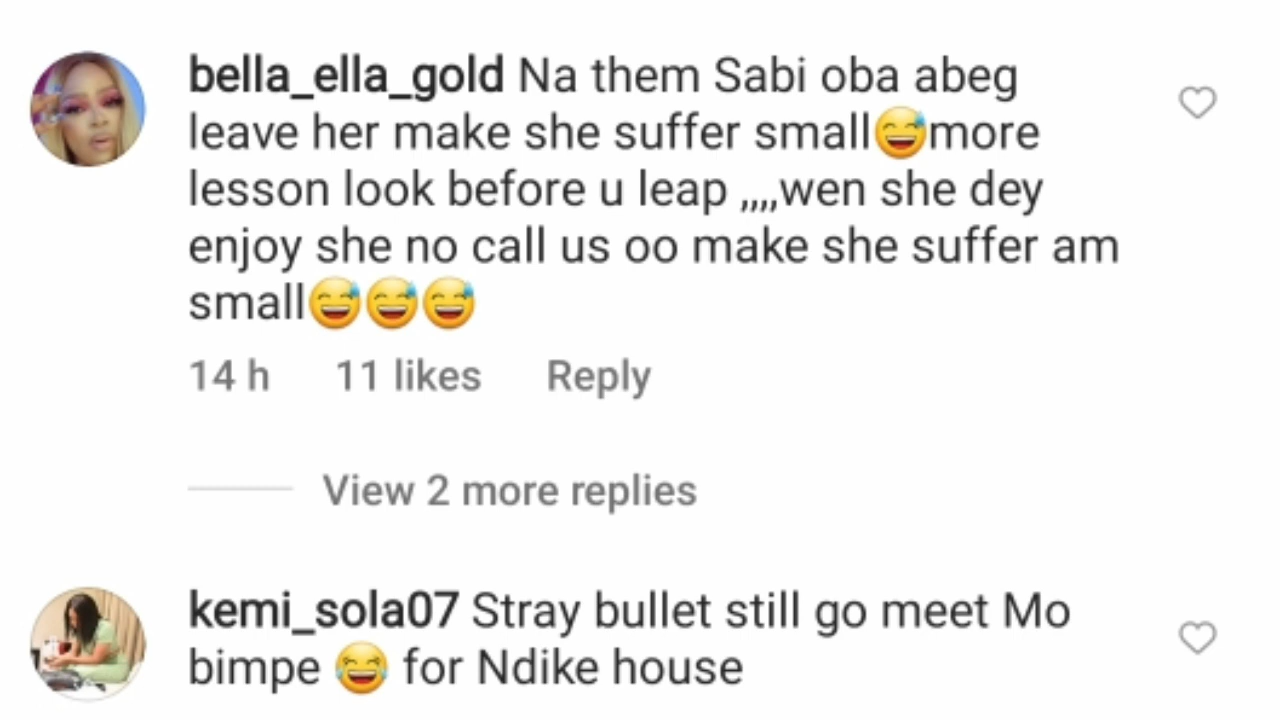 bella_ella_gold Na them Sabi oba abeg
leave her make she suffer small😅more
lesson look before u leap ,,,,wen she dey
enjoy she no call us oo make she suffer am
small😅😅😅
14 h 11 likes Reply
View 2 more replies
kemi_sola07 Stray bullet still go meet Mo
bimpe 😂 for Ndike house